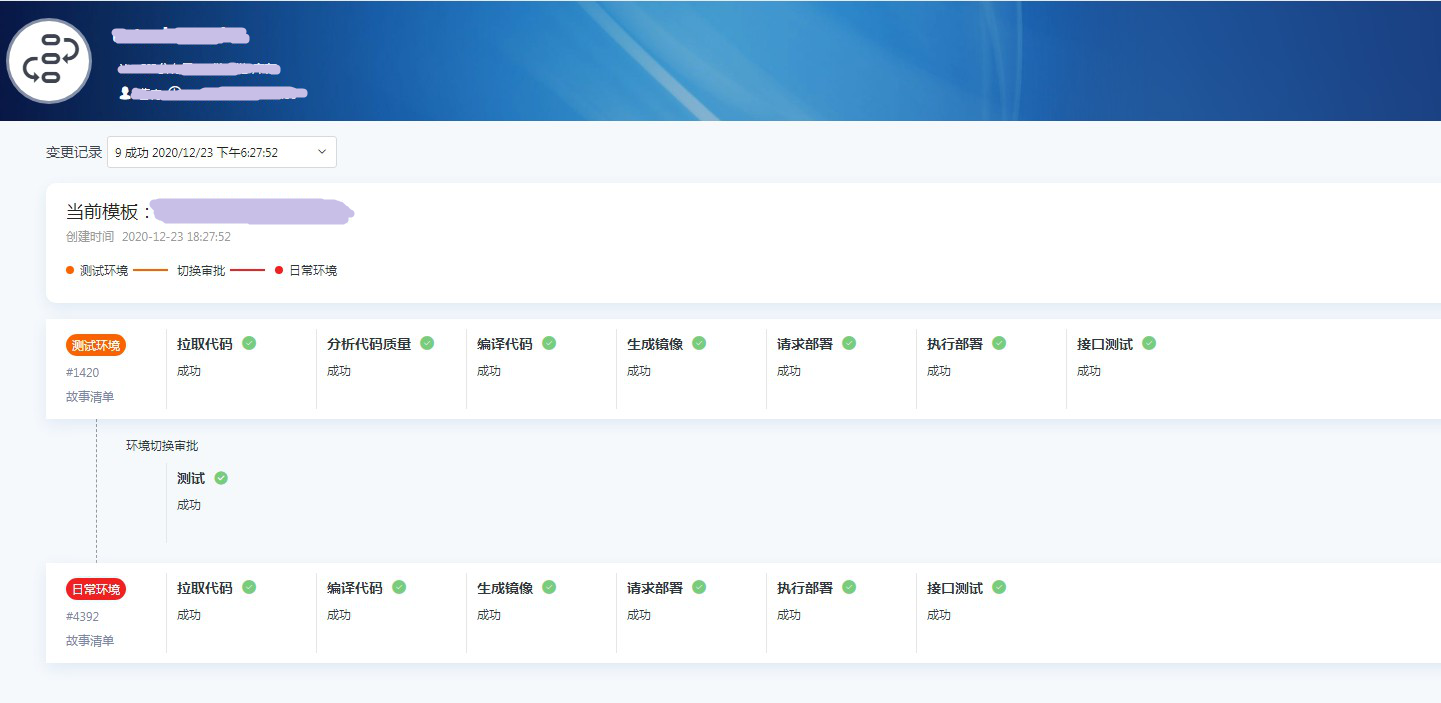 变更记录 9 成功 2020/12/23 下午6:27:52
当前模板：
创建时间 2020-12-23 18:27:52
测试环境 切换审批 日常环境
测试环境 拉取代码 分析代码质量 编译代码 生成镜像 请求部署 执行部署 接口测试
#1420 成功 成功 成功 成功 成功 成功 成功
故事清单
环境切换审批
测试
成功
日常环境 拉取代码 编译代码 生成镜像 请求部署 执行部署 接口测试
#4392 成功 成功 成功 成功 成功 成功
故事清单